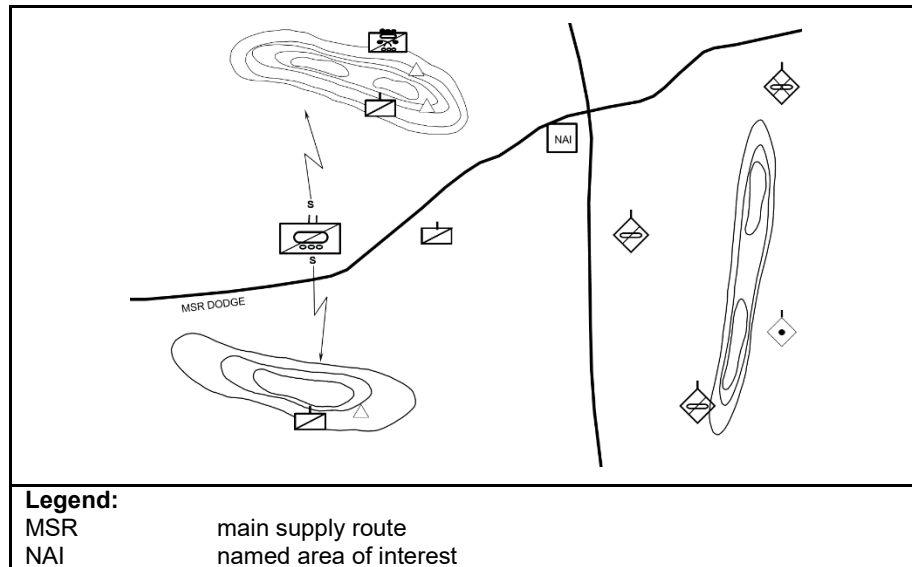 NAI
S
S
MSR DODGE
Legend:
MSR main supply route
NAI named area of interest